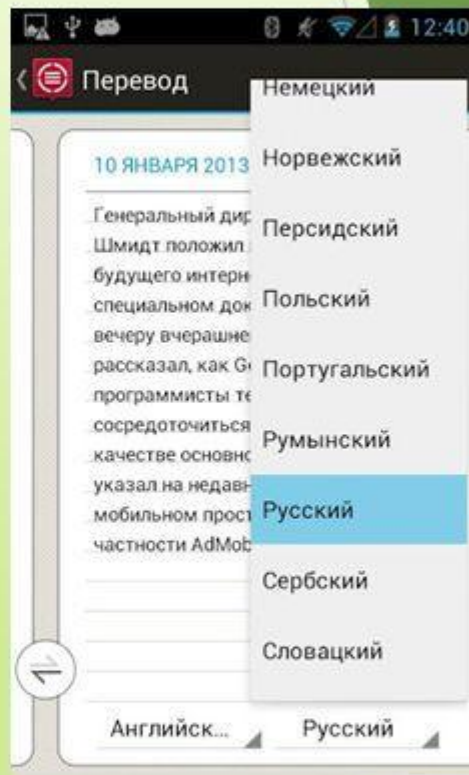 12:40
Перевод
10 ЯНВАРЯ 2013
Генеральный дир
Шмидт положил
будущего интерн
специальном док
вечеру вчерашне
рассказал, как Go
программисты те
сосредоточиться
качестве основно
указал на недавн
мобильном прост
частности AdMob
Немецкий
Норвежский
Персидский
Польский
Португальский
Румынский
Русский
Сербский
Словацкий
Английск... Русский